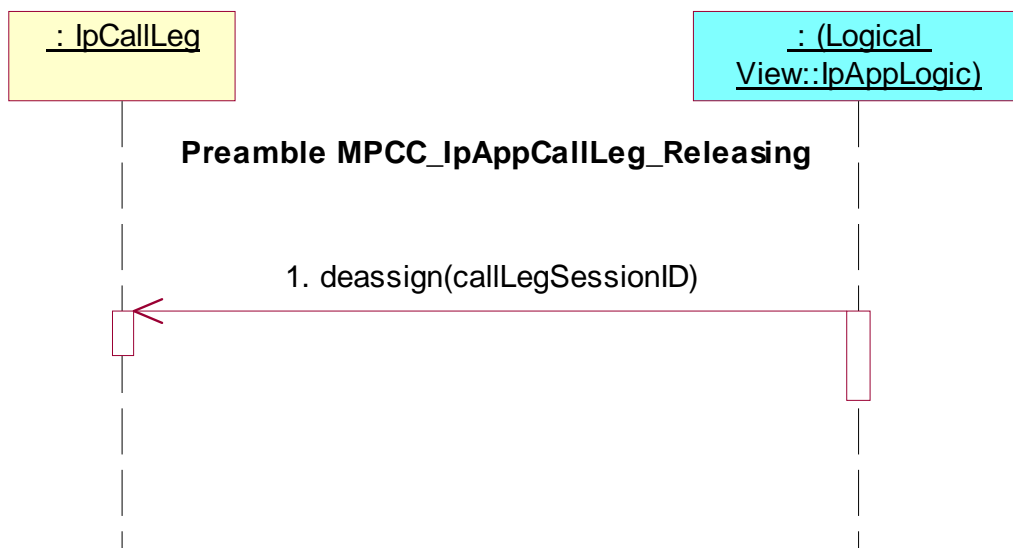 : IpCallLeg
: (Logical
View::IpAppLogic)
Preamble MPCC_IpAppCallLeg_Releasing
1. deassign(callLegSessionID)